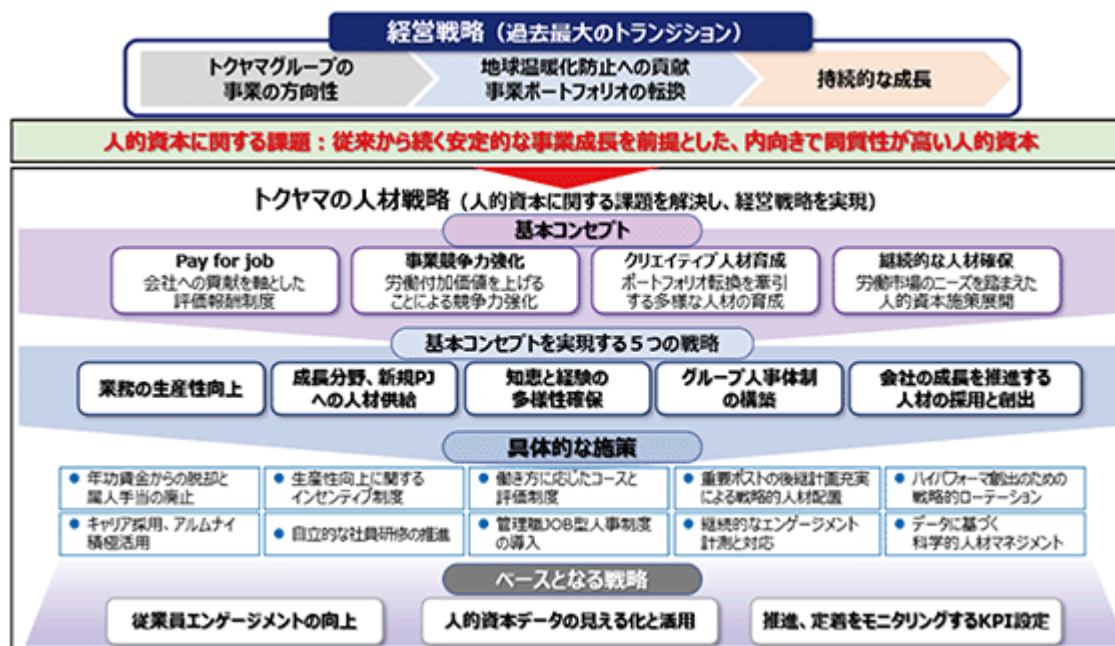 経営戦略（過去最大のトランジション）
トクヤマグループの
事業の方向性
地球温暖化防止への貢献
事業ポートフォリオの転換
持続的な成長
人的資本に関する課題：従来から続く安定的な事業成長を前提とした、内向きで同質性が高い人的資本
トクヤマの人材戦略（人的資本に関する課題を解決し、経営戦略を実現）
基本コンセプト
Pay for job
会社への貢献を軸とした
評価報酬制度
事業競争力強化
労働付加価値を上げる
ことによる競争力強化
クリエイティブ人材育成
ポートフォリオ転換を牽引
する多様な人材の育成
継続的な人材確保
労働市場のニーズを踏まえた
人的資本施策展開
基本コンセプトを実現する５つの戦略
業務の生産性向上
成長分野、新規PJ
への人材供給
知恵と経験の
多様性確保
グループ人事体制
の構築
会社の成長を推進する
人材の採用と創出
具体的な施策
● 年功賃金からの脱却と
属人手当の廃止
● 生産性向上に関する
インセンティブ制度
● 働き方に応じたコースと
評価制度
● 重要ポストの後継計画充実
による戦略的人材配置
● ハイパフォーマ創出のための
戦略的ローテーション
● キャリア採用、アルムナイ
積極活用
● 自立的な社員研修の推進
● 管理職JOB型人事制度
の導入
● 継続的なエンゲージメント
計測と対応
● データに基づく
科学的人材マネジメント
ベースとなる戦略
従業員エンゲージメントの向上
人的資本データの見える化と活用
推進、定着をモニタリングするKPI設定